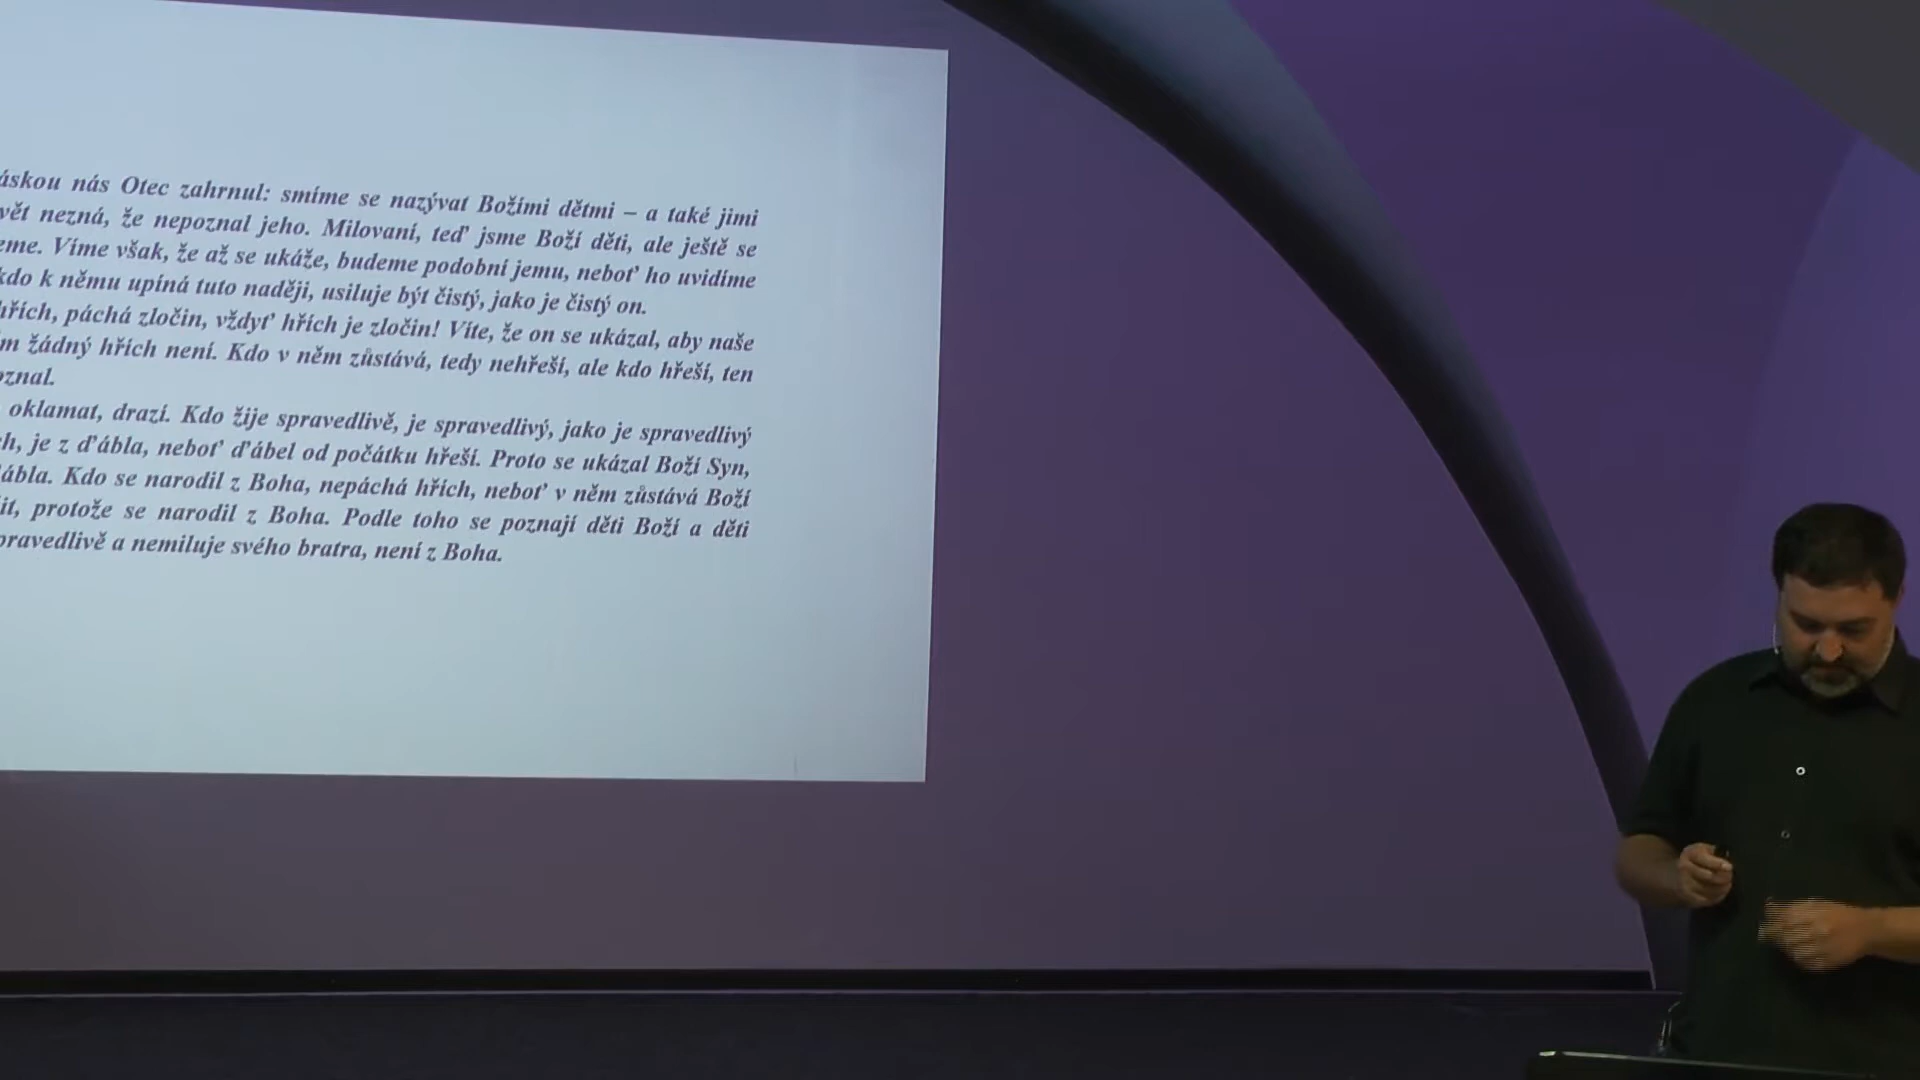 áskou nás Otec zahrnul: smíme se nazývat Božími dětmi – a také jimi
vět nezná, že nepoznal jeho. Milovaní, teď jsme Boží děti, ale ještě se
eme. Víme však, že až se ukáže, budeme podobní jemu, neboť ho uvidíme
kdo k němu upíná tuto naději, usiluje být čistý, jako je čistý on.
hřích, páchá zločin, vždyť hřích je zločin! Víte, že on se ukázal, aby naše
m žádný hřích není. Kdo v něm zůstává, tedy nehřeší, ale kdo hřeší, ten
oznal.
oklamat, drazí. Kdo žije spravedlivě, je spravedlivý, jako je spravedlivý
ch, je z ďábla, neboť ďábel od počátku hřeší. Proto se ukázal Boží Syn,
ábla. Kdo se narodil z Boha, nepáchá hřích, neboť v něm zůstává Boží
it, protože se narodil z Boha. Podle toho se poznají děti Boží a děti
pravedlivě a nemiluje svého bratra, není z Boha.